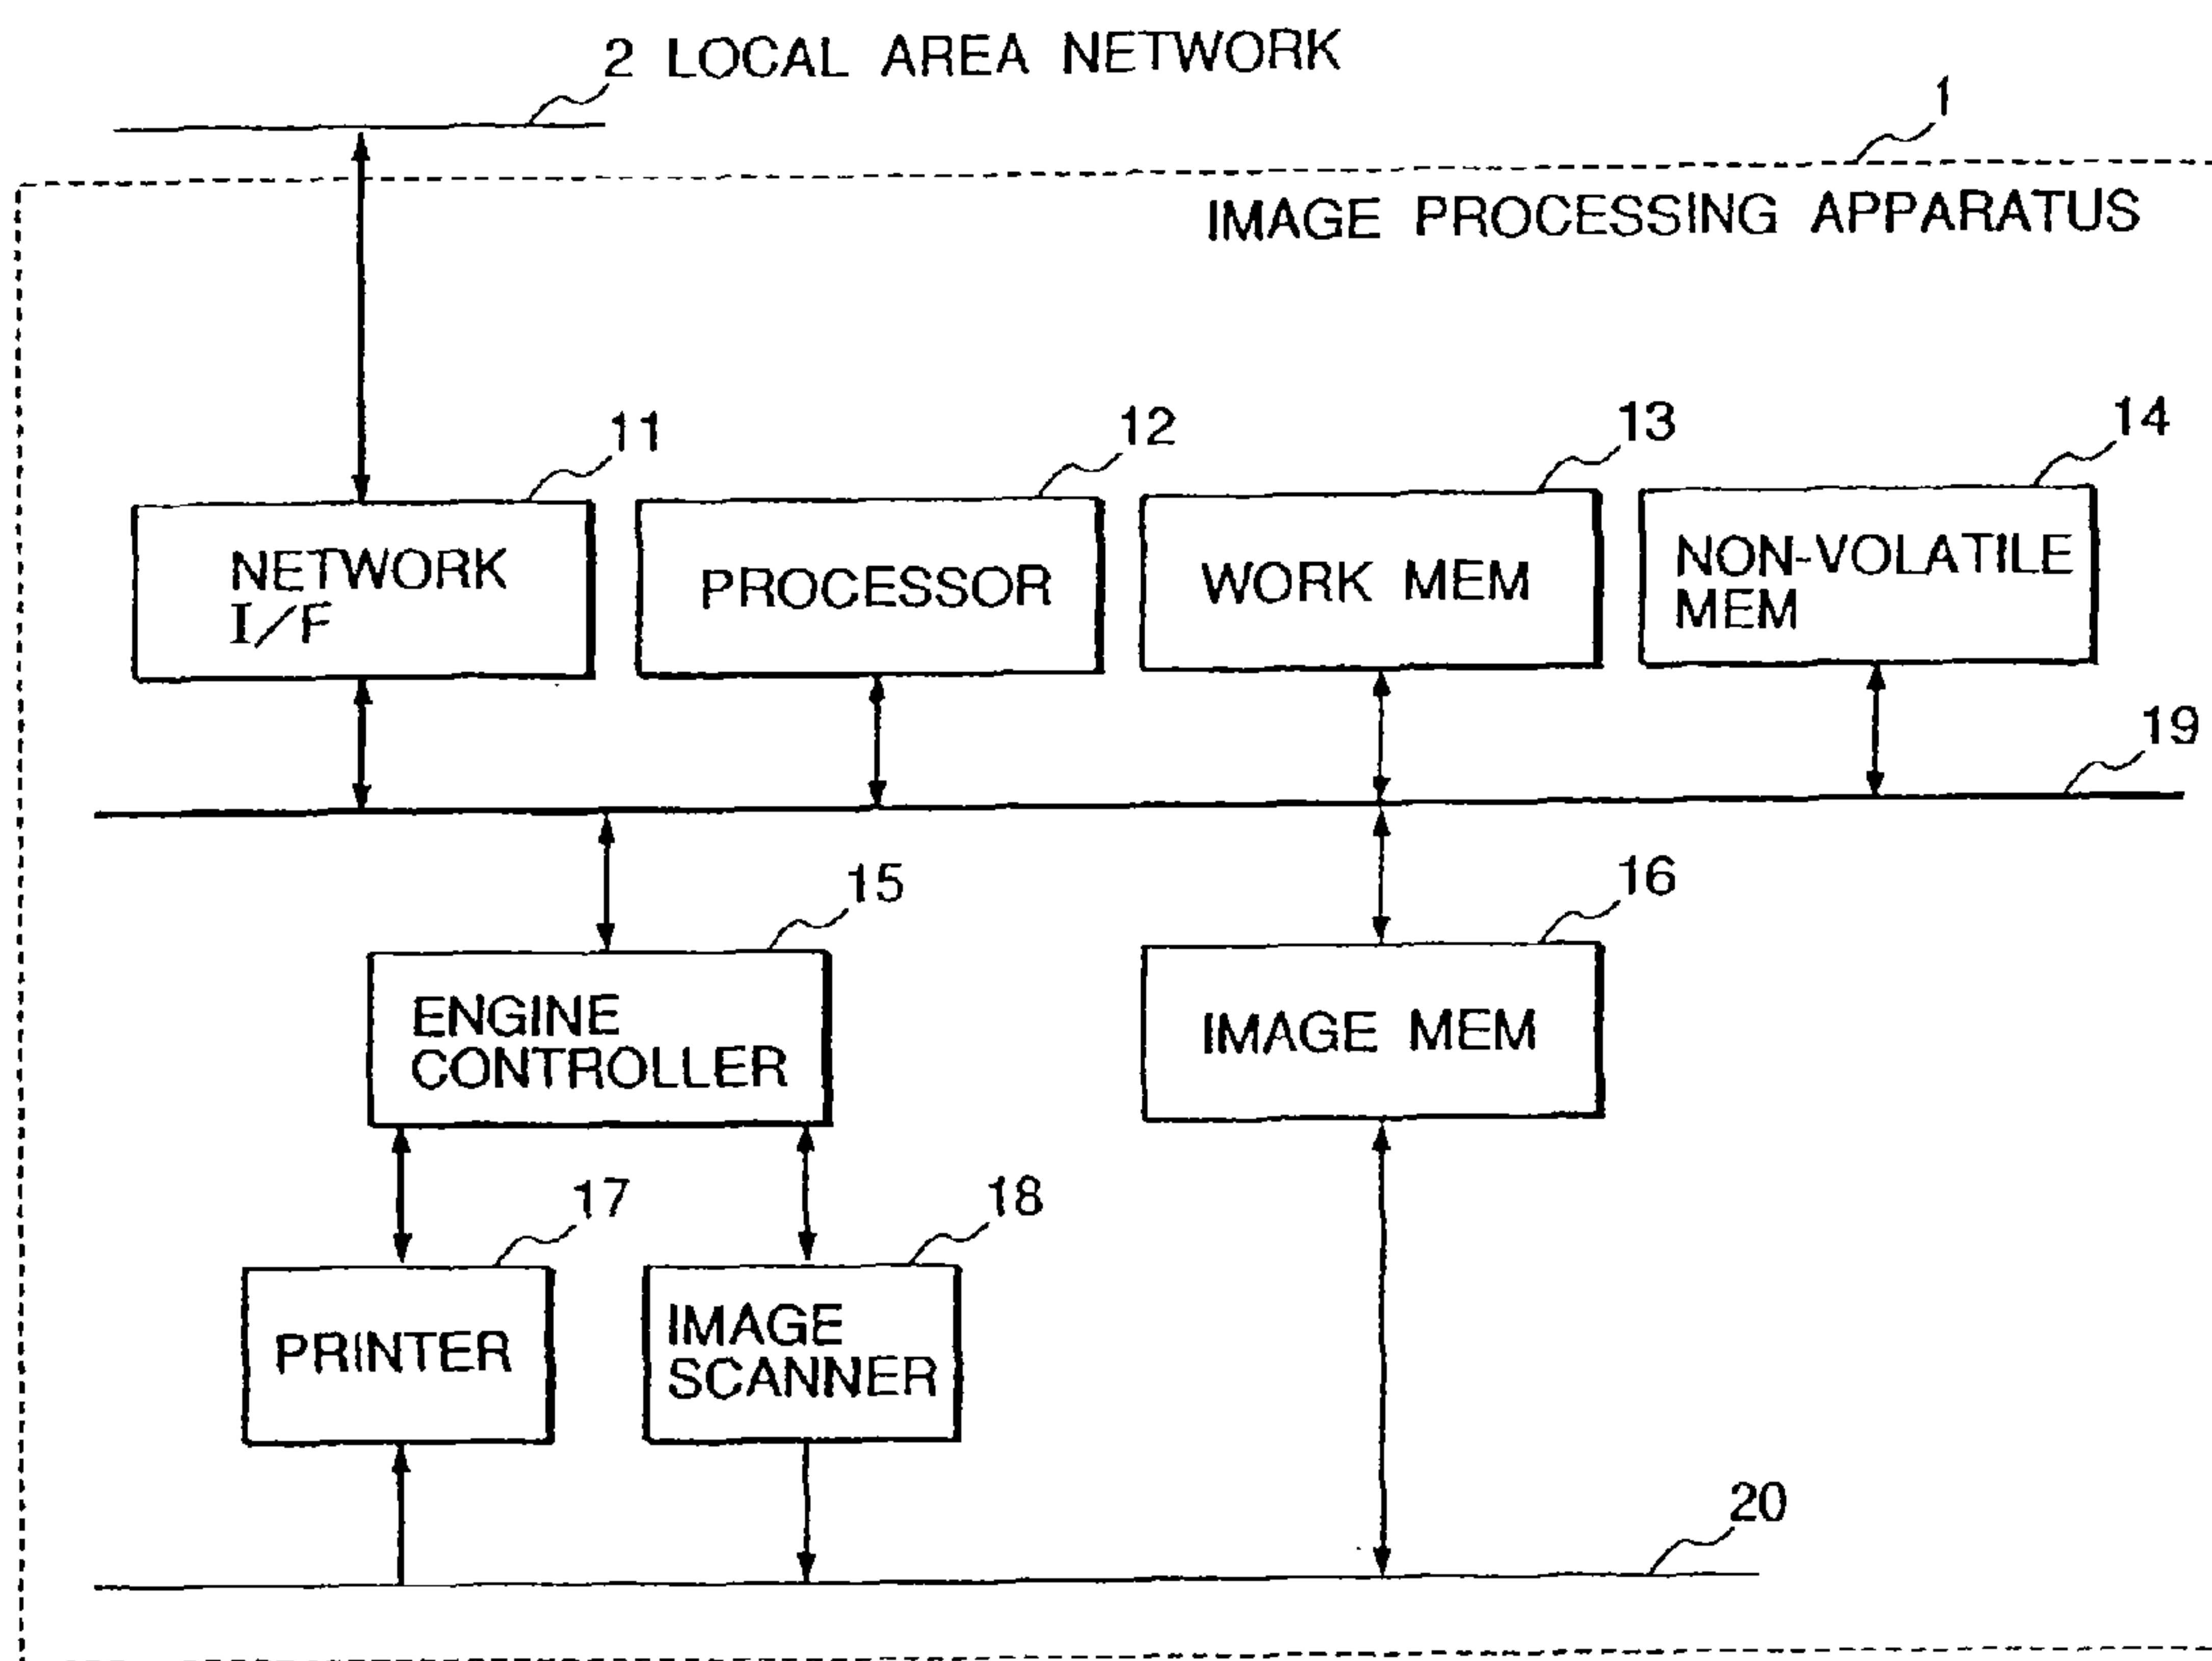 2 LOCAL AREA NETWORK
1
IMAGE PROCESSING APPARATUS
11
12
13
14
NETWORK
I/F
PROCESSOR
WORK MEM
NON-VOLATILE
MEM
19
15
16
ENGINE
CONTROLLER
IMAGE MEM
17
18
PRINTER
IMAGE
SCANNER
20